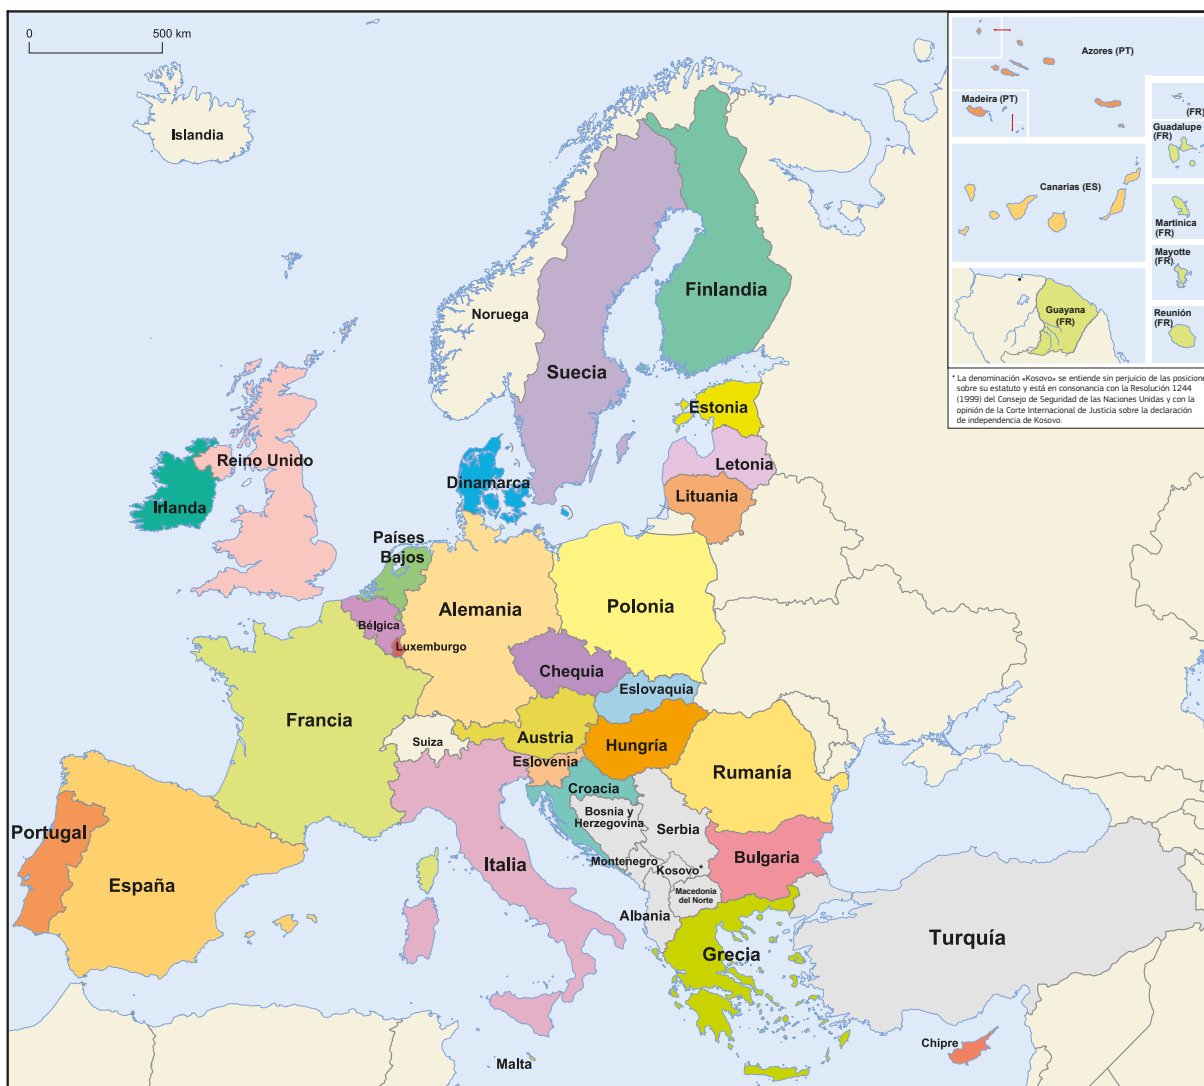 0 500 km
Islandia
Noruega
Suecia
Finlandia
Estonia
Letonia
Lituania
Dinamarca
Reino Unido
Irlanda
Países
Bajos
Alemania
Polonia
Bélgica
Luxemburgo
Chequia
Eslovaquia
Francia
Suiza
Austria
Hungría
Eslovenia
Croacia
Rumanía
Bosnia y
Herzegovina
Serbia
Portugal
España
Italia
Montenegro
Kosovo*
Bulgaria
Macedonia
del Norte
Albania
Grecia
Turquía
Malta
Chipre
Azores (PT)
Madeira (PT)
(FR)
Guadalupe
(FR)
Canarias (ES)
Martinica
(FR)
Mayotte
(FR)
Guayana
(FR)
Reunión
(FR)
* La denominación «Kosovo» se entiende sin perjuicio de las posicione
sobre su estatuto y está en consonancia con la Resolución 1244
(1999) del Consejo de Seguridad de las Naciones Unidas y con la
opinión de la Corte Internacional de Justicia sobre la declaración
de independencia de Kosovo.